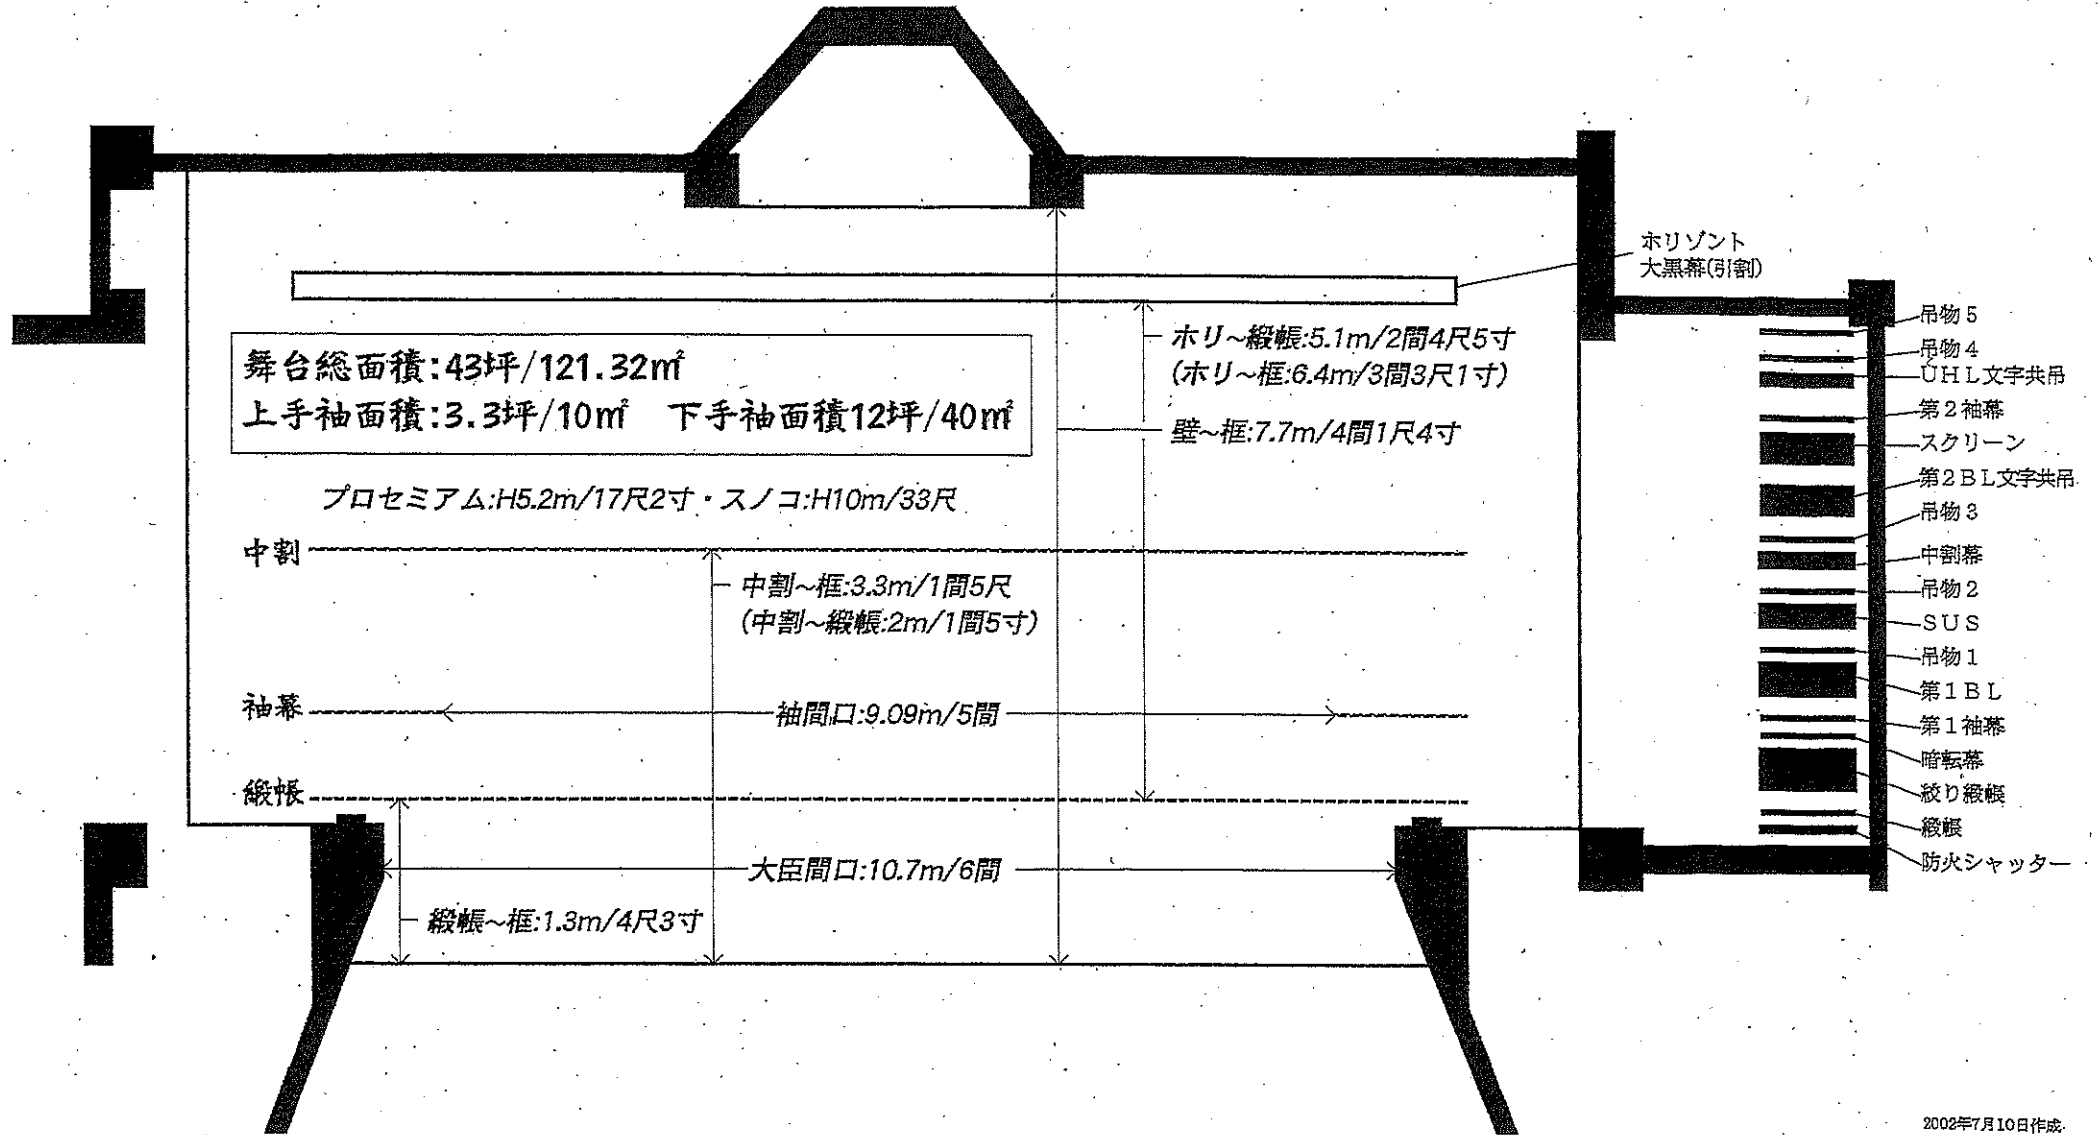 ホリゾント
大黒幕(引割)
舞台総面積:43坪/121.32㎡
上手袖面積:3.3坪/10㎡　下手袖面積12坪/40㎡
ホリ~緞帳:5.1m/2間4尺5寸
(ホリ~框:6.4m/3間3尺1寸)
壁~框:7.7m/4間1尺4寸
プロセミアム:H5.2m/17尺2寸・スノコ:H10m/33尺
中割
中割~框:3.3m/1間5尺
(中割~緞帳:2m/1間5寸)
袖幕
袖間口:9.09m/5間
緞帳
大臣間口:10.7m/6間
緞帳~框:1.3m/4尺3寸
吊物5
吊物4
UHL文字共吊
第2袖幕
スクリーン
第2BL文字共吊
吊物3
中割幕
吊物2
SUS
吊物1
第1BL
第1袖幕
暗転幕
絞り緞帳
緞帳
防火シャッター
2002年7月10日作成